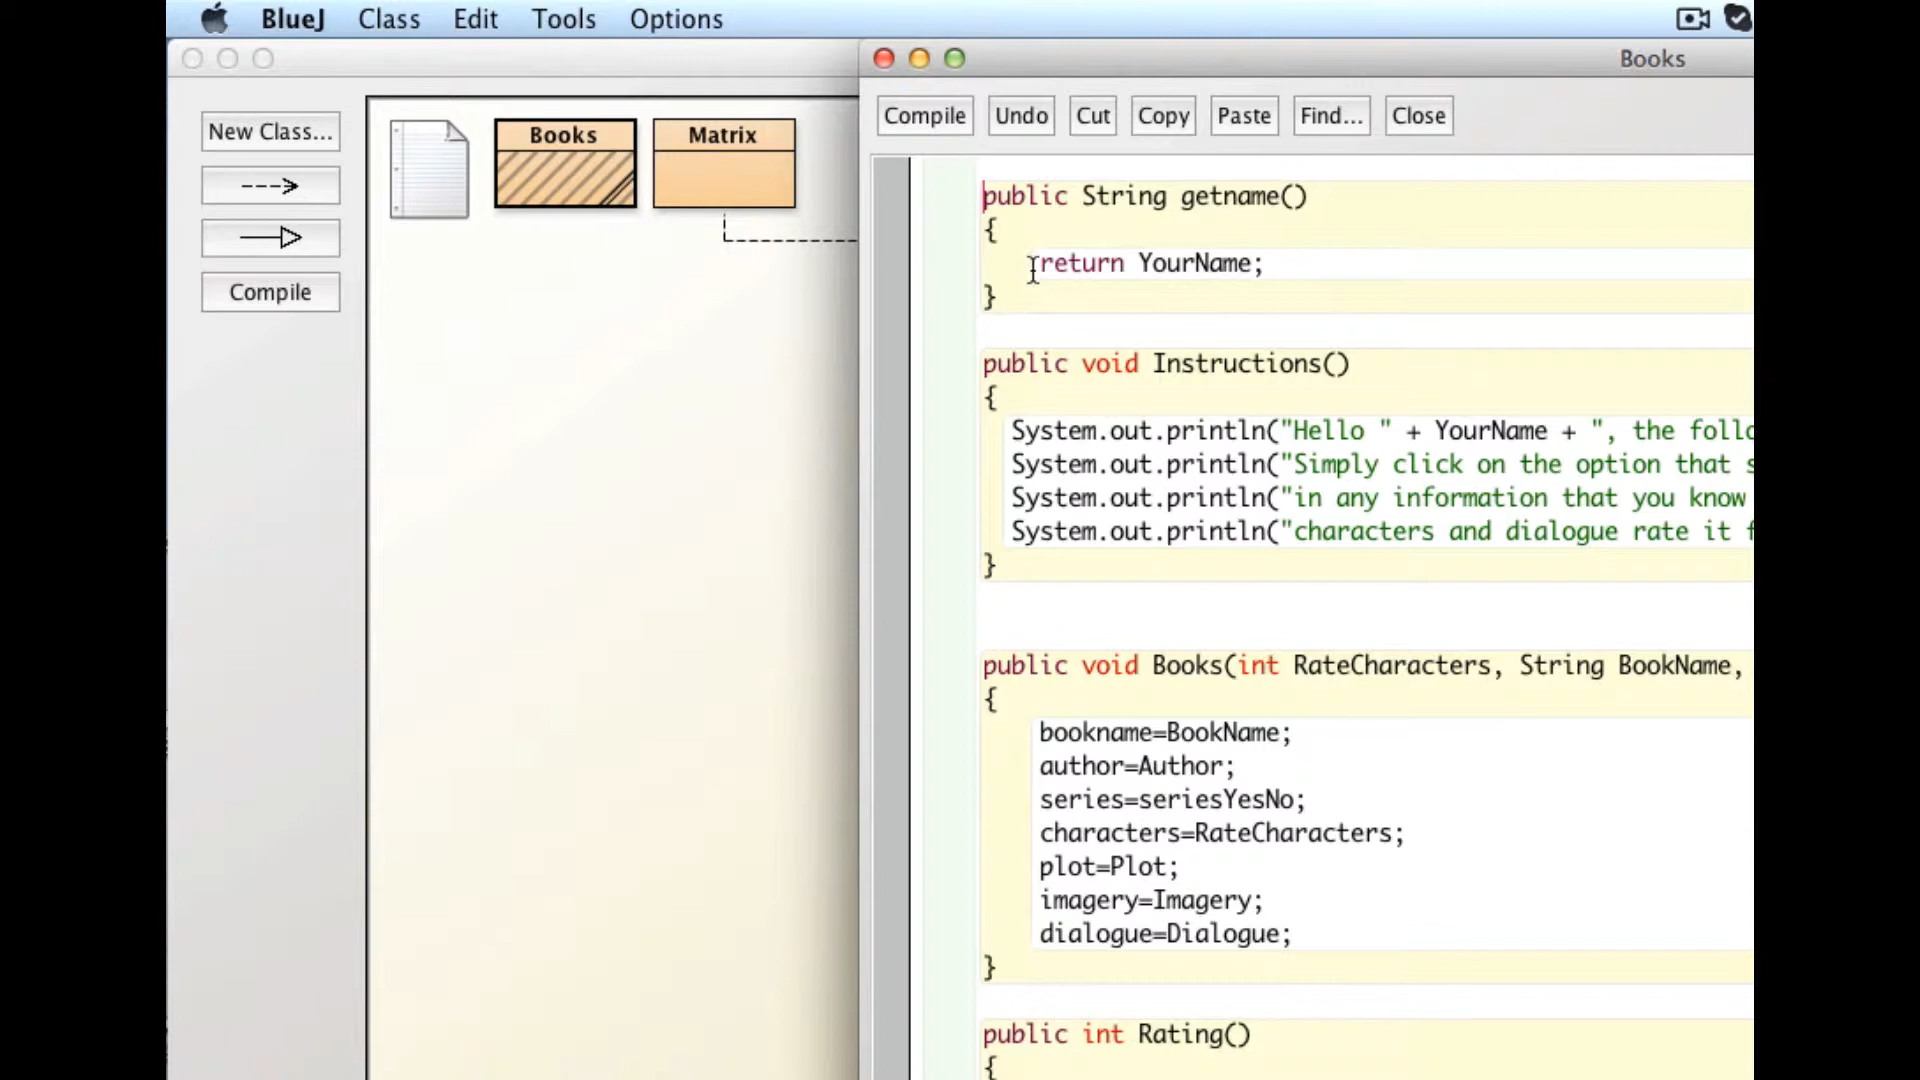 BlueJ Class Edit Tools Options
Books
New Class...
Compile
Books
Matrix
Compile Undo Cut Copy Paste Find... Close
public String getname()
{
return YourName;
}
public void Instructions()
{
System.out.println("Hello " + YourName + ", the follo
System.out.println("Simply click on the option that s
System.out.println("in any information that you know
System.out.println("characters and dialogue rate it f
}
public void Books(int RateCharacters, String BookName,
{
bookname=BookName;
author=Author;
series=seriesYesNo;
characters=RateCharacters;
plot=Plot;
imagery=Imagery;
dialogue=Dialogue;
}
public int Rating()
{